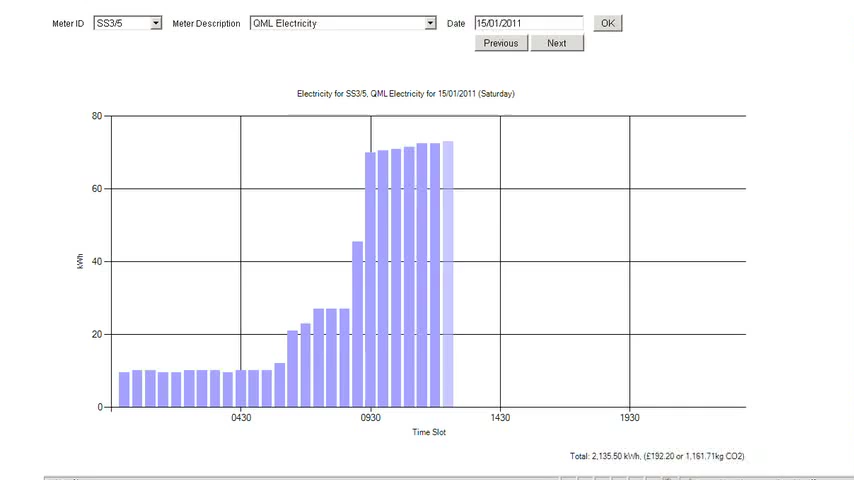 Meter ID SS3/5 Meter Description QML Electricity Date 15/01/2011 OK
Previous Next
Electricity for SS3/5, QML Electricity for 15/01/2011 (Saturday)
80
60
kWh
40
20
0
0430 0930 1430 1930
Time Slot
Total: 2,135.50 kWh, (£192.20 or 1,161.71kg CO2)